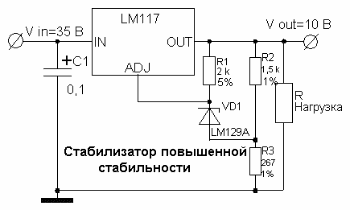 V in=35 В
LM117
V out=10 В
IN
OUT
ADJ
C1
0,1
R1
2 k
5%
R2
1,5 k
1%
R
Нагрузка
VD1
LM129A
R3
267
1%
Стабилизатор повышенной
стабильности